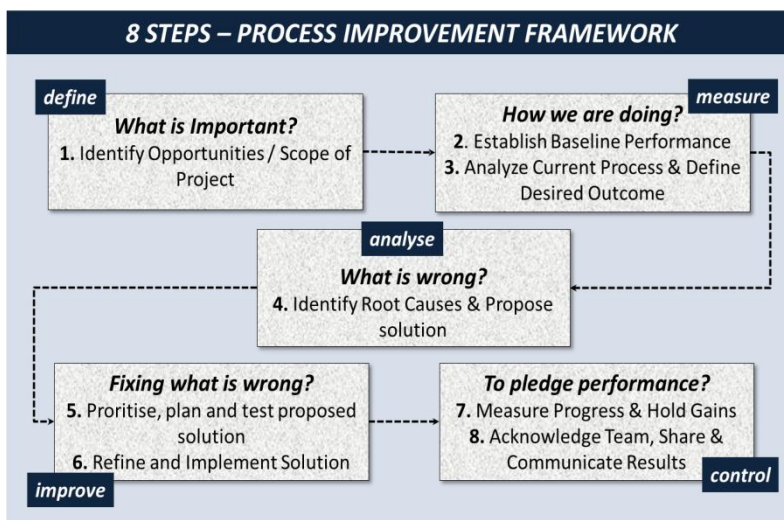 8 STEPS – PROCESS IMPROVEMENT FRAMEWORK
define
What is Important?
1. Identify Opportunities / Scope of
Project
measure
How we are doing?
2. Establish Baseline Performance
3. Analyze Current Process & Define
Desired Outcome
analyse
What is wrong?
4. Identify Root Causes & Propose
solution
Fixing what is wrong?
5. Proritise, plan and test proposed
solution
6. Refine and Implement Solution
improve
To pledge performance?
7. Measure Progress & Hold Gains
8. Acknowledge Team, Share &
Communicate Results
control